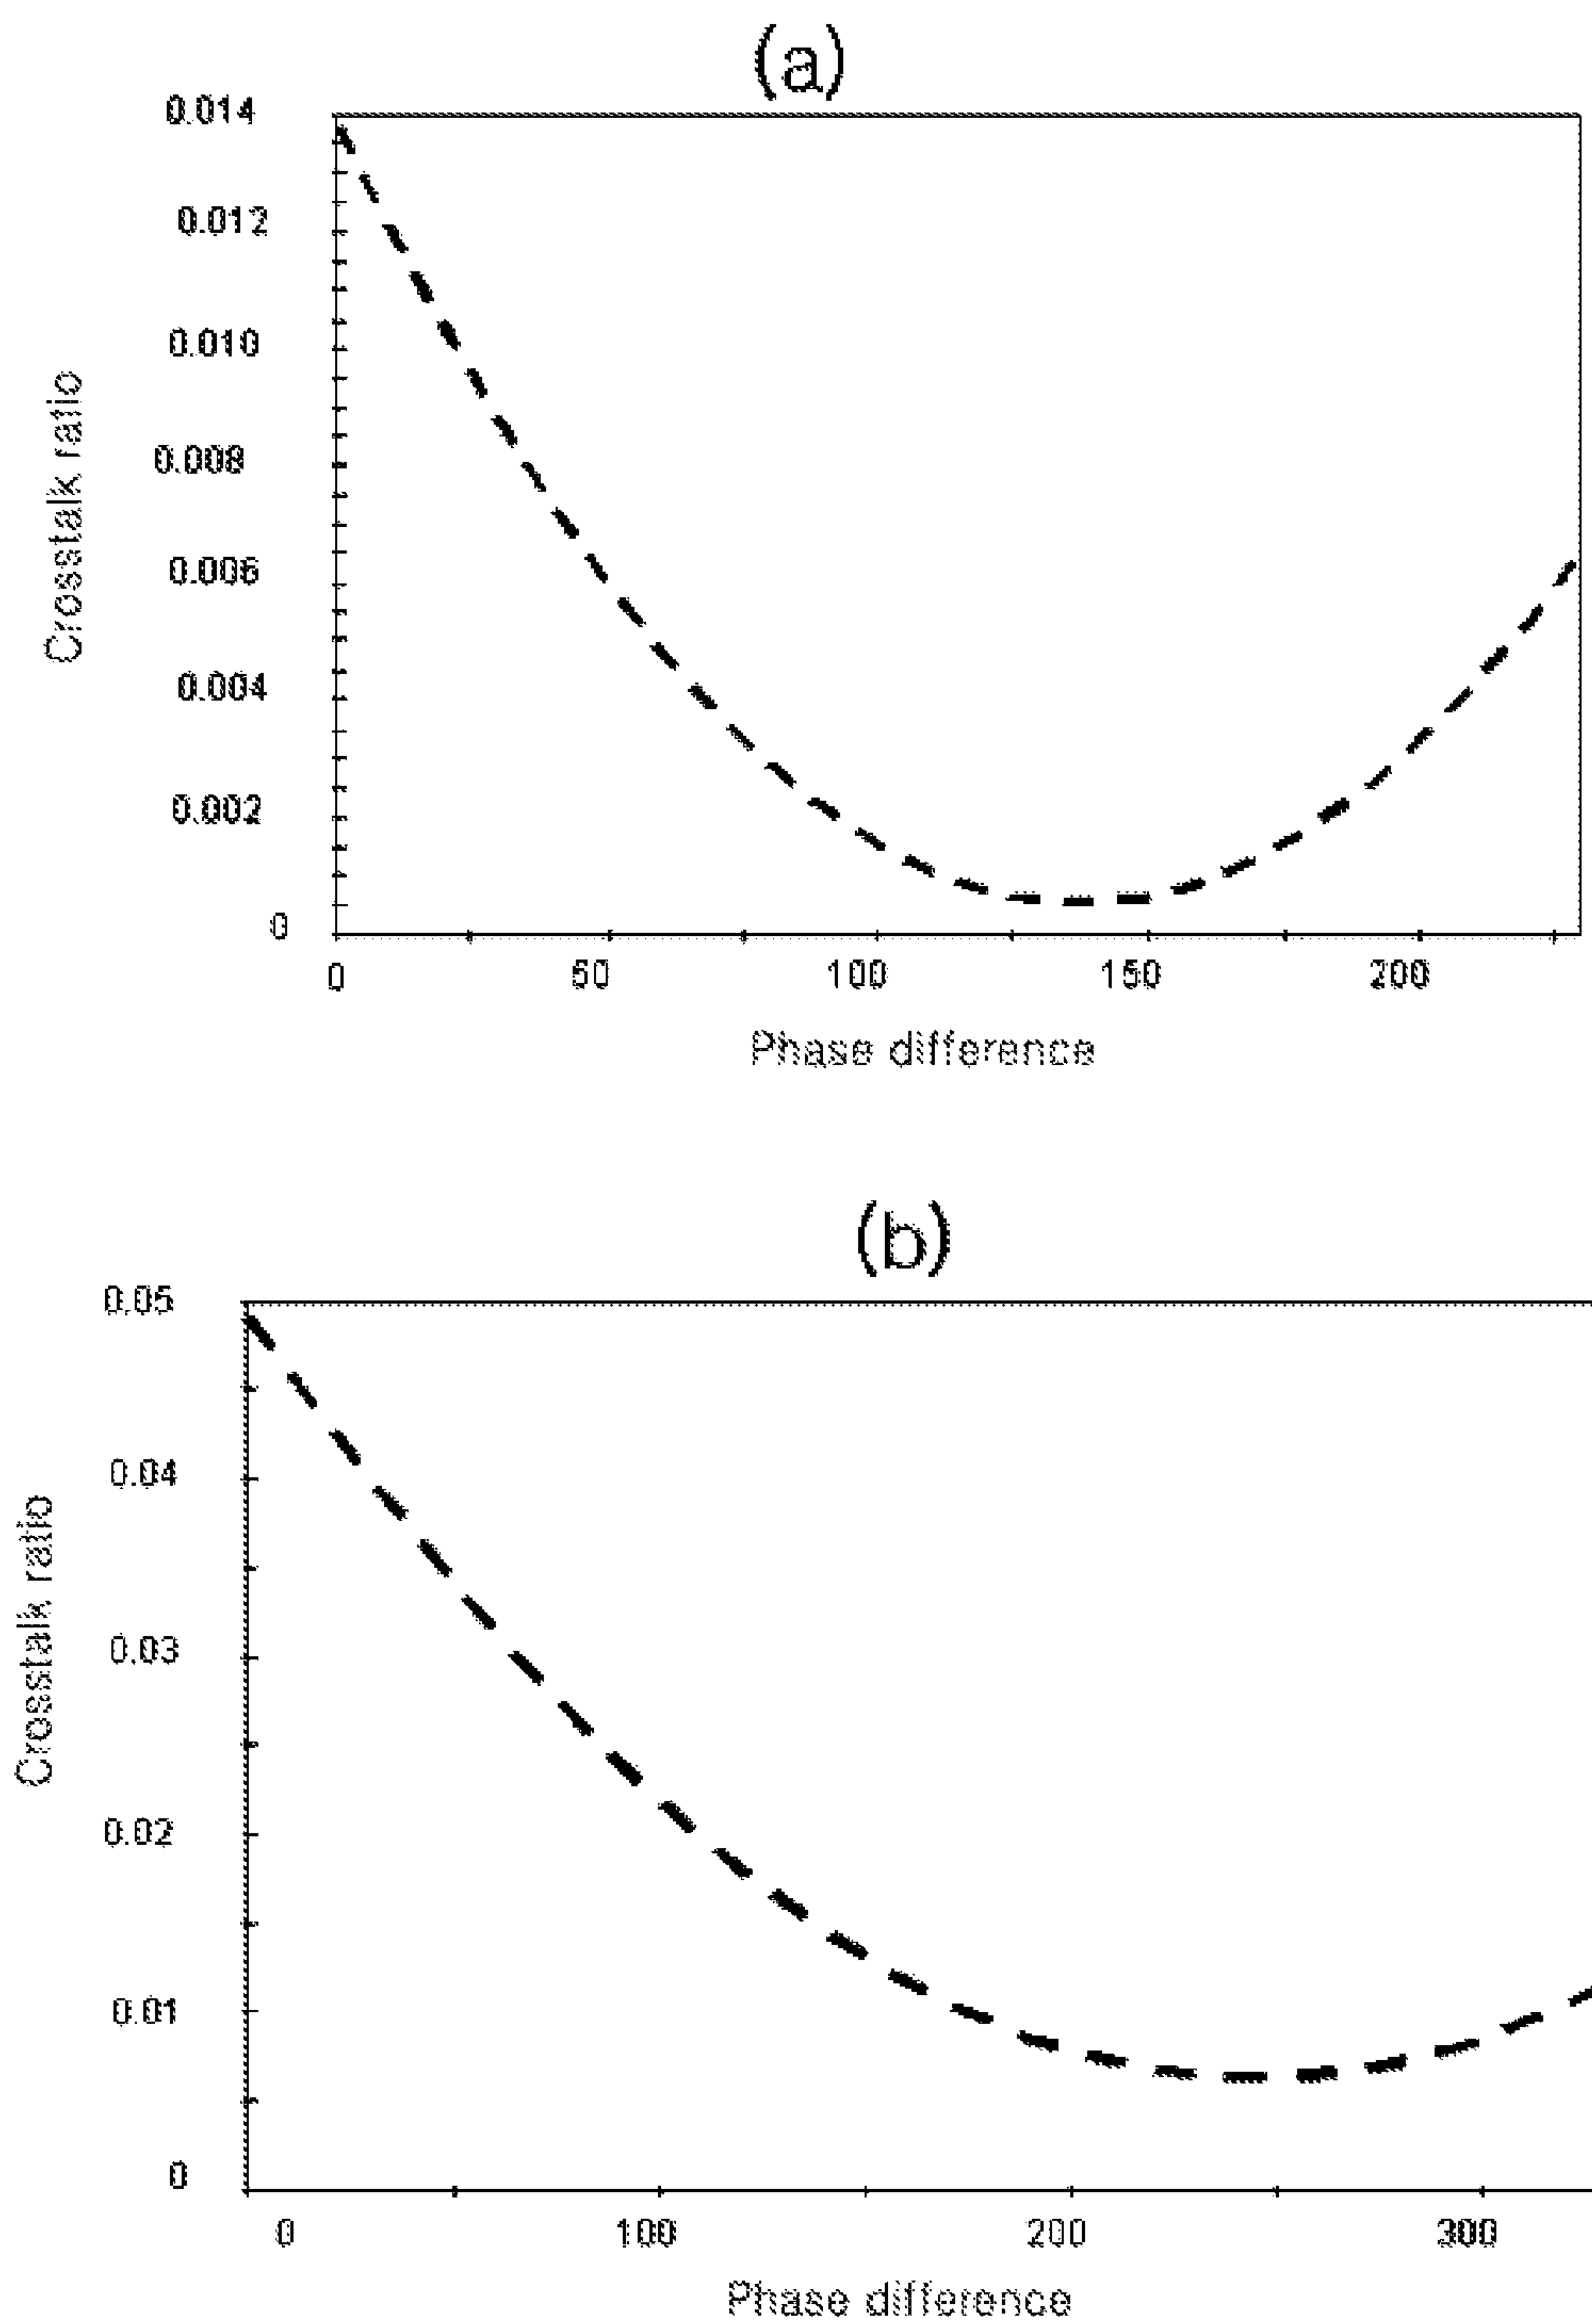 (a)
0.014
0.012
0.010
0.008
0.006
0.004
0.002
0
Crosstalk ratio
0 50 100 150 200
Phase difference
(b)
0.05
0.04
0.03
0.02
0.01
0
Crosstalk ratio
0 100 200 300
Phase difference